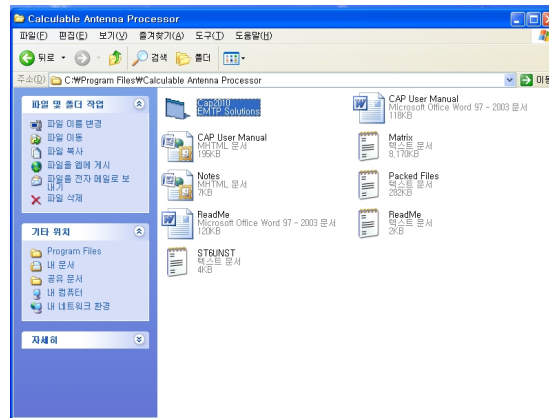 Calculable Antenna Processor
파일(F) 편집(E) 보기(V) 즐겨찾기(A) 도구(T) 도움말(H)
뒤로 검색 폴더
주소(D) C:₩Program Files₩Calculable Antenna Processor 이동
파일 및 폴더 작업
파일 이름 변경
파일 이동
파일 복사
파일을 웹에 게시
파일을 전자 메일로 보
내기
파일 삭제
기타 위치
Program Files
내 문서
공유 문서
내 컴퓨터
내 네트워크 환경
자세히
Cap2010
EMTP Solutions
CAP User Manual
Microsoft Office Word 97 - 2003 문서
118KB
CAP User Manual
MHTML 문서
195KB
Matrix
텍스트 문서
8,170KB
Notes
MHTML 문서
7KB
Packed Files
텍스트 문서
282KB
ReadMe
Microsoft Office Word 97 - 2003 문서
120KB
ReadMe
텍스트 문서
2KB
ST6UNST
텍스트 문서
4KB